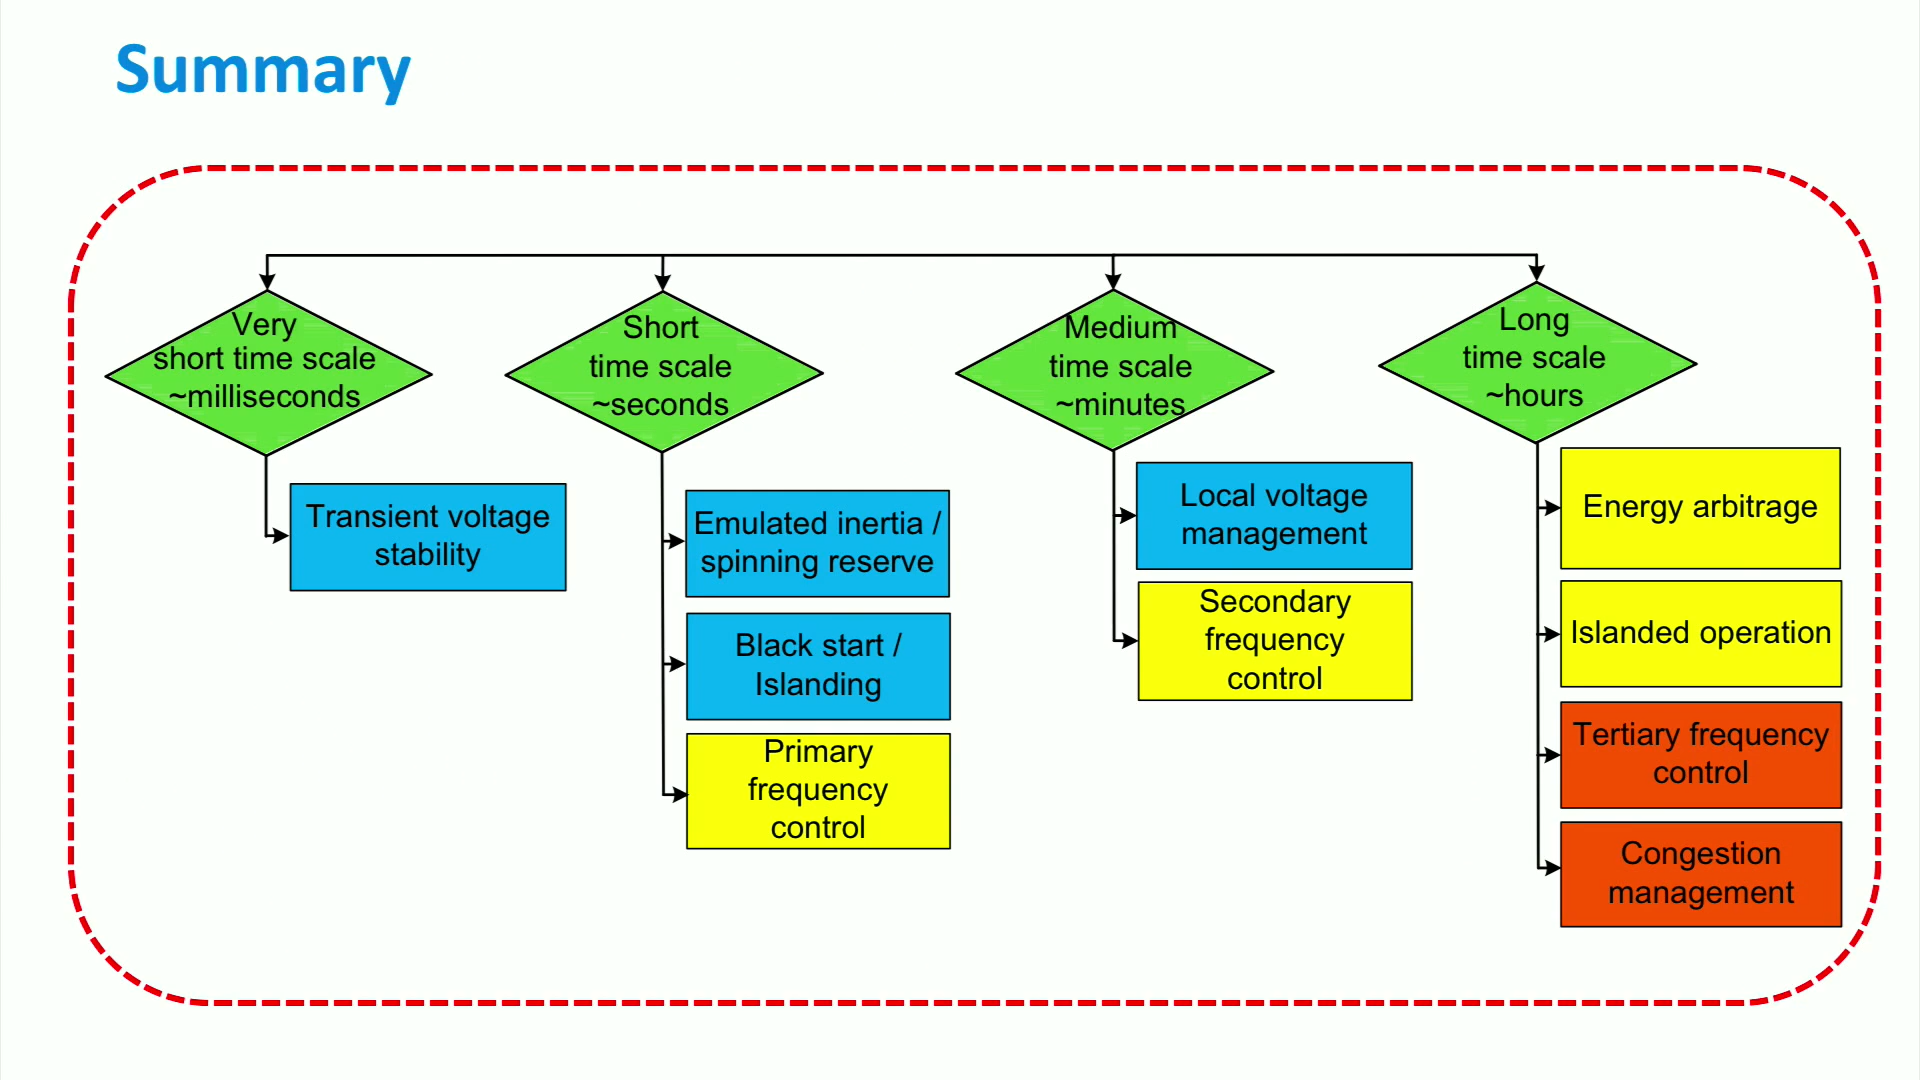 Summary
Very
short time scale
~milliseconds
Transient voltage
stability
Short
time scale
~seconds
Emulated inertia /
spinning reserve
Black start /
Islanding
Primary
frequency
control
Medium
time scale
~minutes
Local voltage
management
Secondary
frequency
control
Long
time scale
~hours
Energy arbitrage
Islanded operation
Tertiary frequency
control
Congestion
management